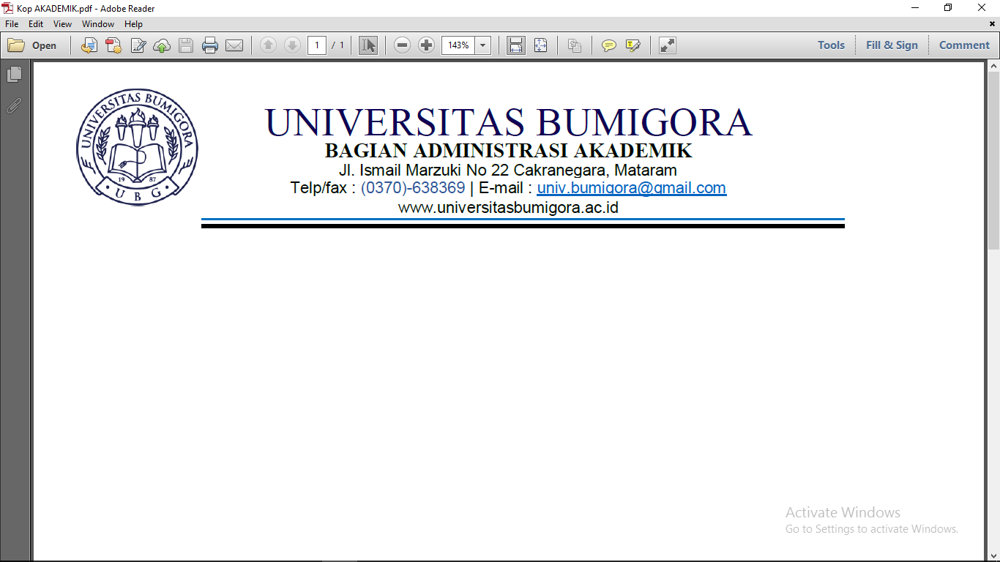 Kop AKADEMIK.pdf - Adobe Reader
File Edit View Window Help
Open 1 / 1 143% Tools Fill & Sign Comment
UNIVERSITAS BUMIGORA
19 87
U B G
UNIVERSITAS BUMIGORA
BAGIAN ADMINISTRASI AKADEMIK
Jl. Ismail Marzuki No 22 Cakranegara, Mataram
Telp/fax : (0370)-638369 | E-mail : univ.bumigora@gmail.com
www.universitasbumigora.ac.id
Activate Windows
Go to Settings to activate Windows.